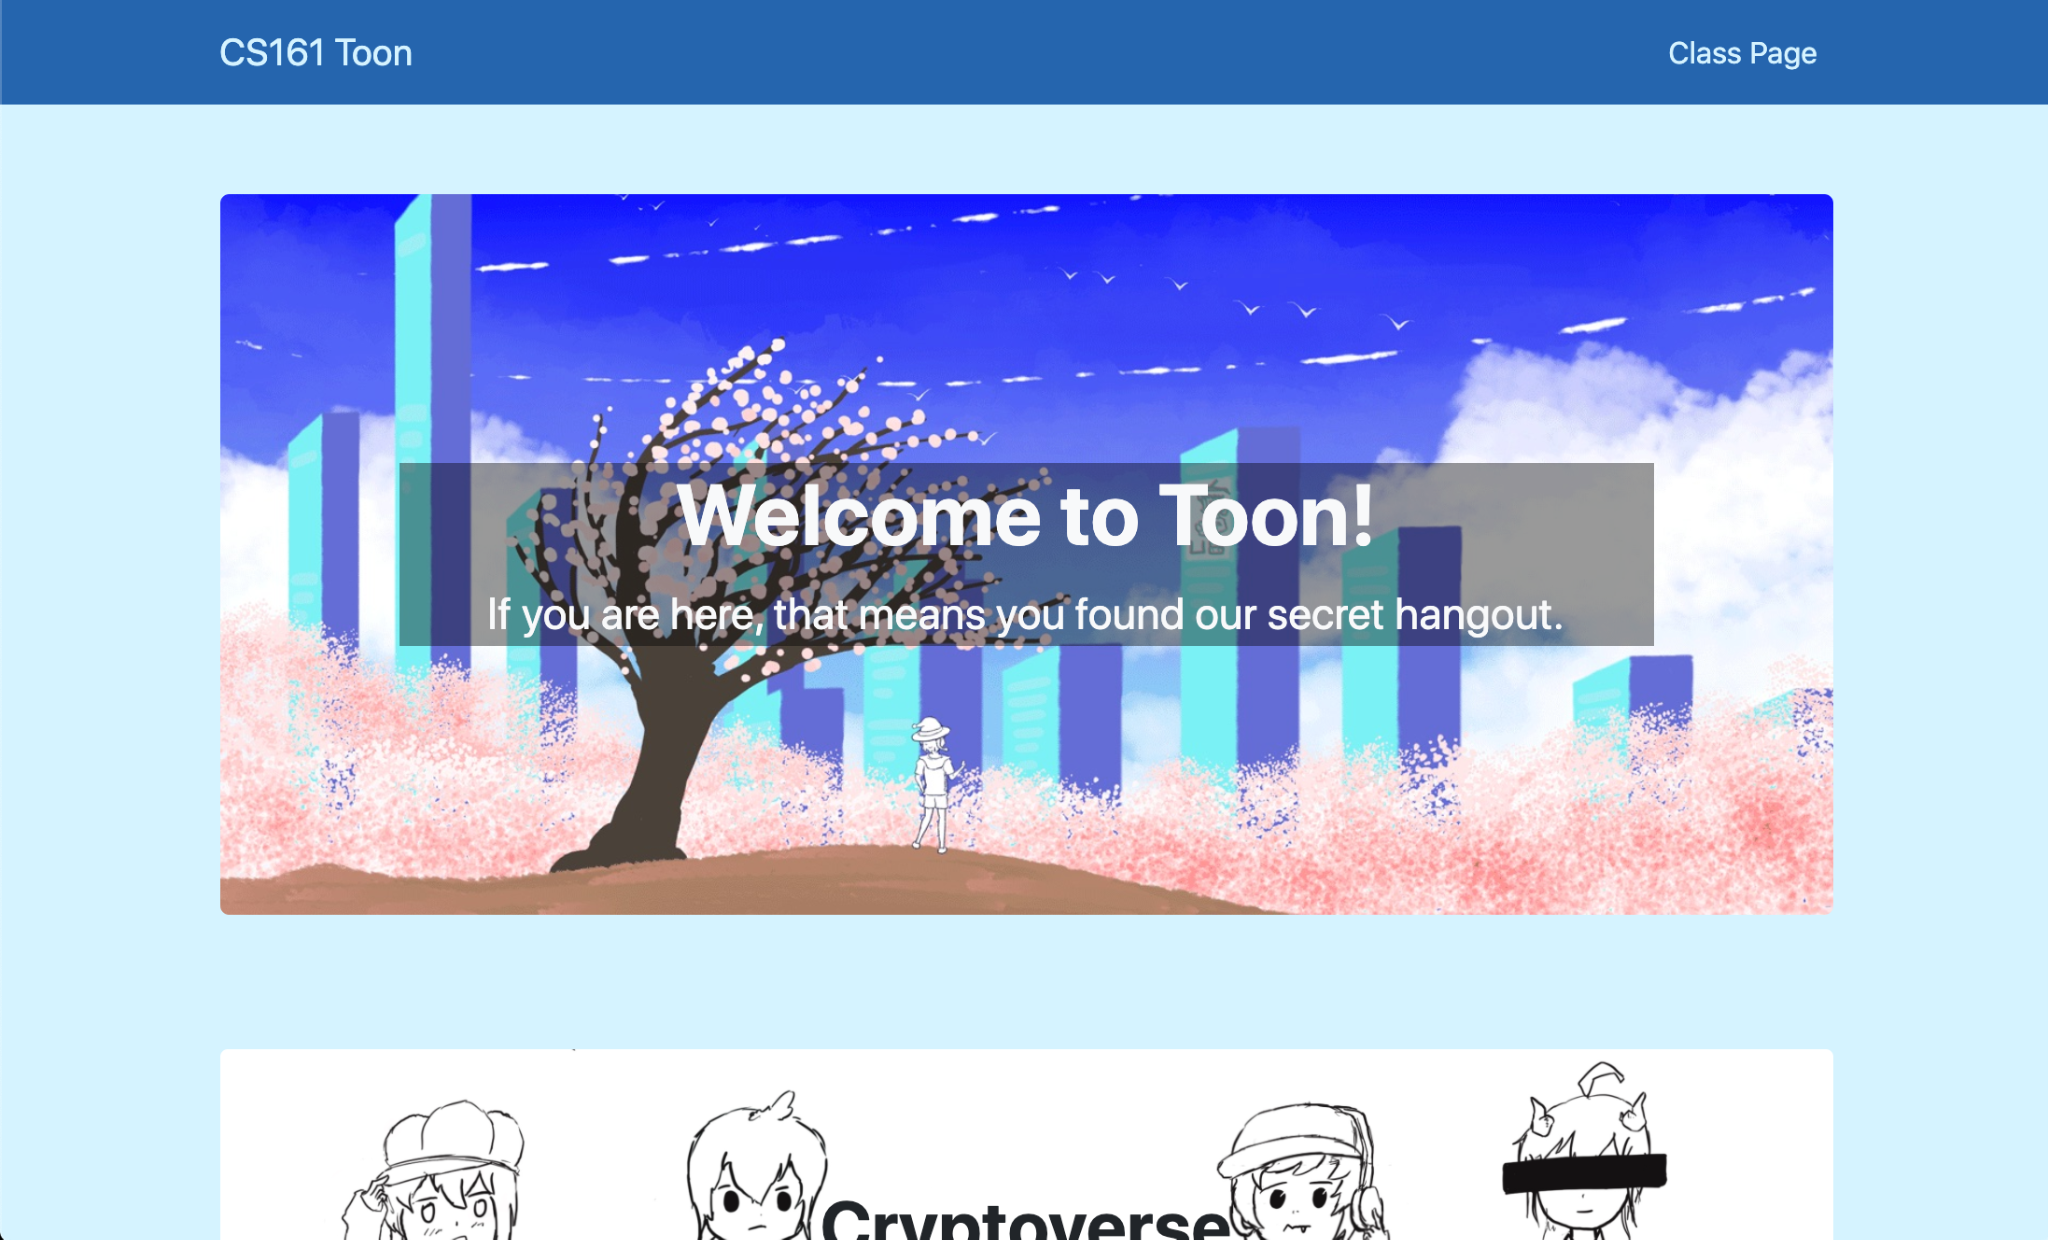 CS161 Toon
Class Page
Welcome to Toon!
If you are here, that means you found our secret hangout.
Cryptoverse